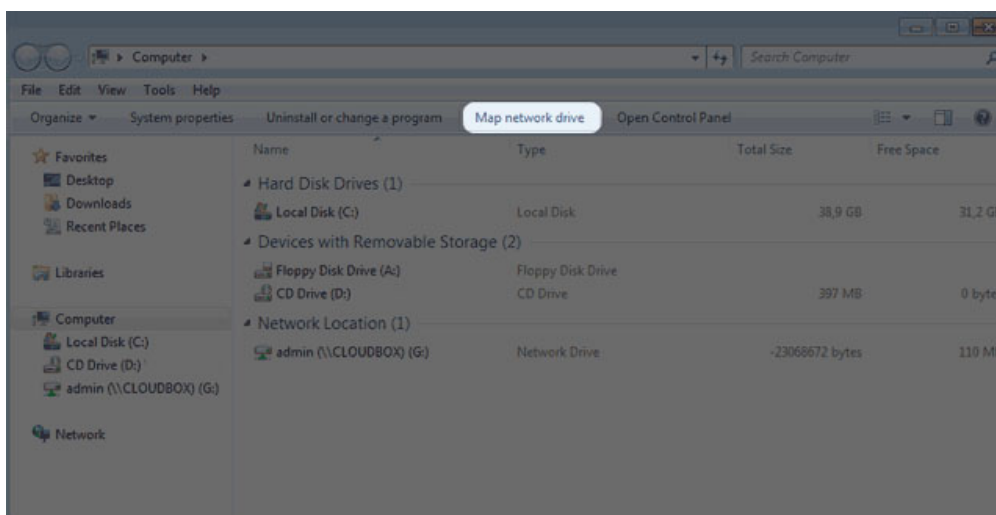 Computer
Search Computer
File Edit View Tools Help
Organize System properties Uninstall or change a program Map network drive Open Control Panel
Name Type Total Size Free Space
Favorites
Desktop
Downloads
Recent Places
Libraries
Computer
Local Disk (C:)
CD Drive (D:)
admin (\\CLOUDBOX) (G:)
Network
Hard Disk Drives (1)
Local Disk (C:) Local Disk 38,9 GB 31,2 G
Devices with Removable Storage (2)
Floppy Disk Drive (A:) Floppy Disk Drive
CD Drive (D:) CD Drive 397 MB 0 byte
Network Location (1)
admin (\\CLOUDBOX) (G:) Network Drive -23068672 bytes 110 M